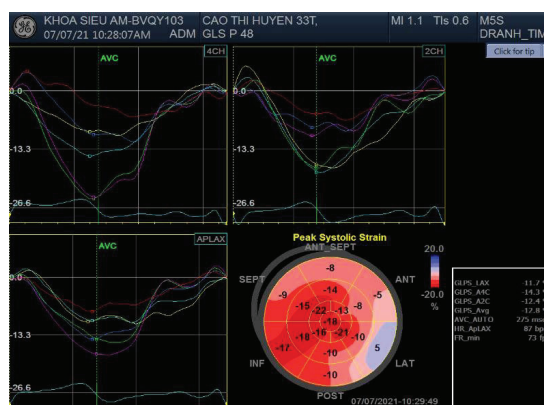 KHOA SIEU AM-BVQY103
CAO THI HUYEN 33T,
MI 1.1 TIs 0.6
M5S
07/07/21 10:28:07AM
ADM
GLS P 48
DRANH_TIM
4CH
2CH
Click for tip
AVC
AVC
0.0
0.0
-13.3
-13.3
-26.6
-26.6
APLAX
AVC
0.0
-13.3
-26.6
Peak Systolic Strain
ANT_SEPT
SEPT
ANT
INF
LAT
POST
-8
-9
-5
-14
-15
-22
-13
-8
-18
-18
-16
-21
-10
5
-17
-10
-10
20.0
-20.0
%
GLPS_LAX -11.7
GLPS_A4C -14.3
GLPS_A2C -12.4
GLPS_Avg -12.8
AVC_AUTO 275 mse
HR_ApLAX 87 bp
FR_min 73 f
07/07/2021-10:29:49